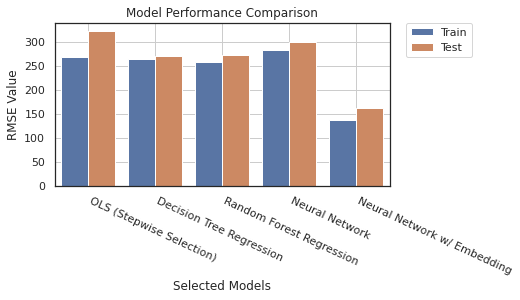 Model Performance Comparison
Train
Test
RMSE Value
300
250
200
150
100
50
0
OLS (Stepwise Selection)
Decision Tree Regression
Random Forest Regression
Neural Network
Neural Network w/ Embedding
Selected Models